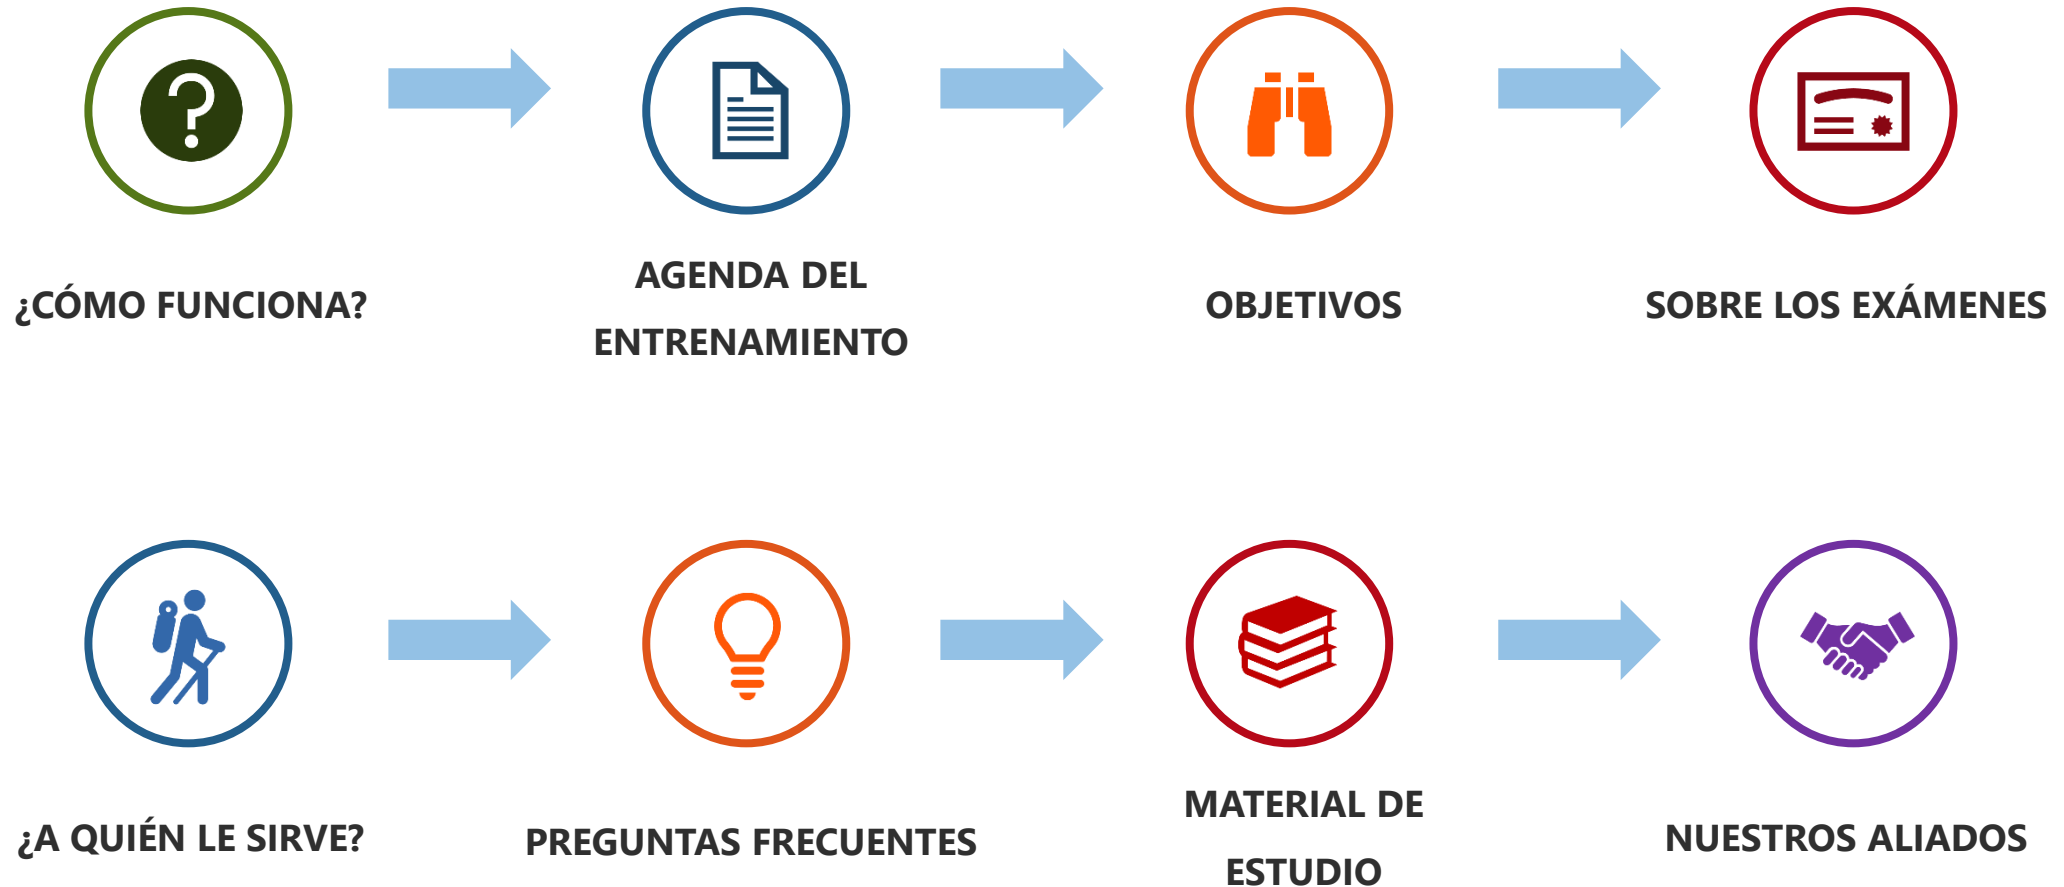 ¿CÓMO FUNCIONA?
AGENDA DEL
ENTRENAMIENTO
OBJETIVOS
SOBRE LOS EXÁMENES
¿A QUIÉN LE SIRVE?
PREGUNTAS FRECUENTES
MATERIAL DE
ESTUDIO
NUESTROS ALIADOS